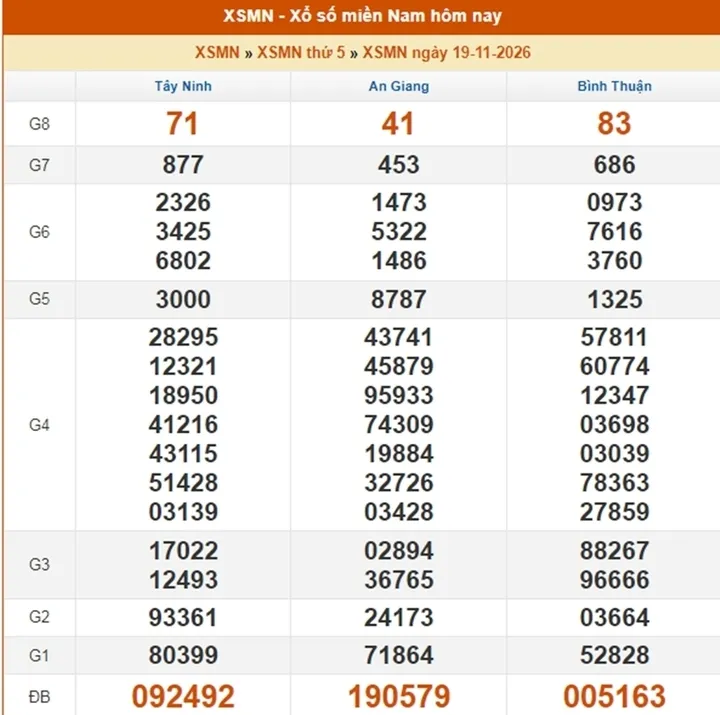 XSMN - Xổ số miền Nam hôm nay
XSMN » XSMN thứ 5 » XSMN ngày 19-11-2026
Tây Ninh An Giang Bình Thuận
G8 71 41 83
G7 877 453 686
2326 1473 0973
G6 3425 5322 7616
6802 1486 3760
G5 3000 8787 1325
28295 43741 57811
12321 45879 60774
18950 95933 12347
G4 41216 74309 03698
43115 19884 03039
51428 32726 78363
03139 03428 27859
G3 17022 02894 88267
12493 36765 96666
G2 93361 24173 03664
G1 80399 71864 52828
ĐB 092492 190579 005163